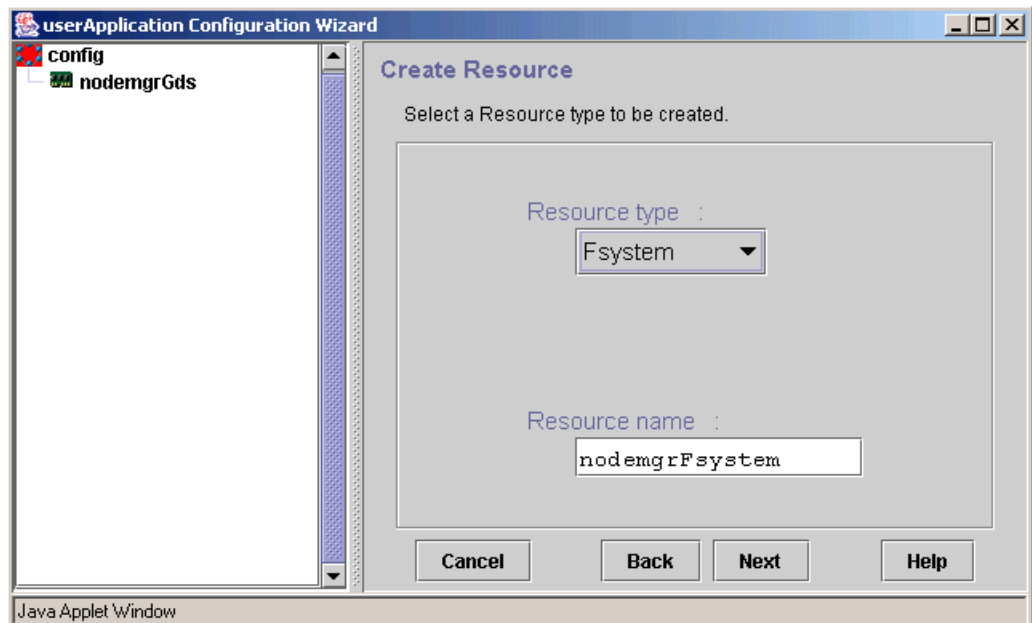 userApplication Configuration Wizard
config
nodemgrGds
Create Resource
Select a Resource type to be created.
Resource type :
Fsystem
Resource name :
nodemgrFsystem
Cancel Back Next Help
Java Applet Window